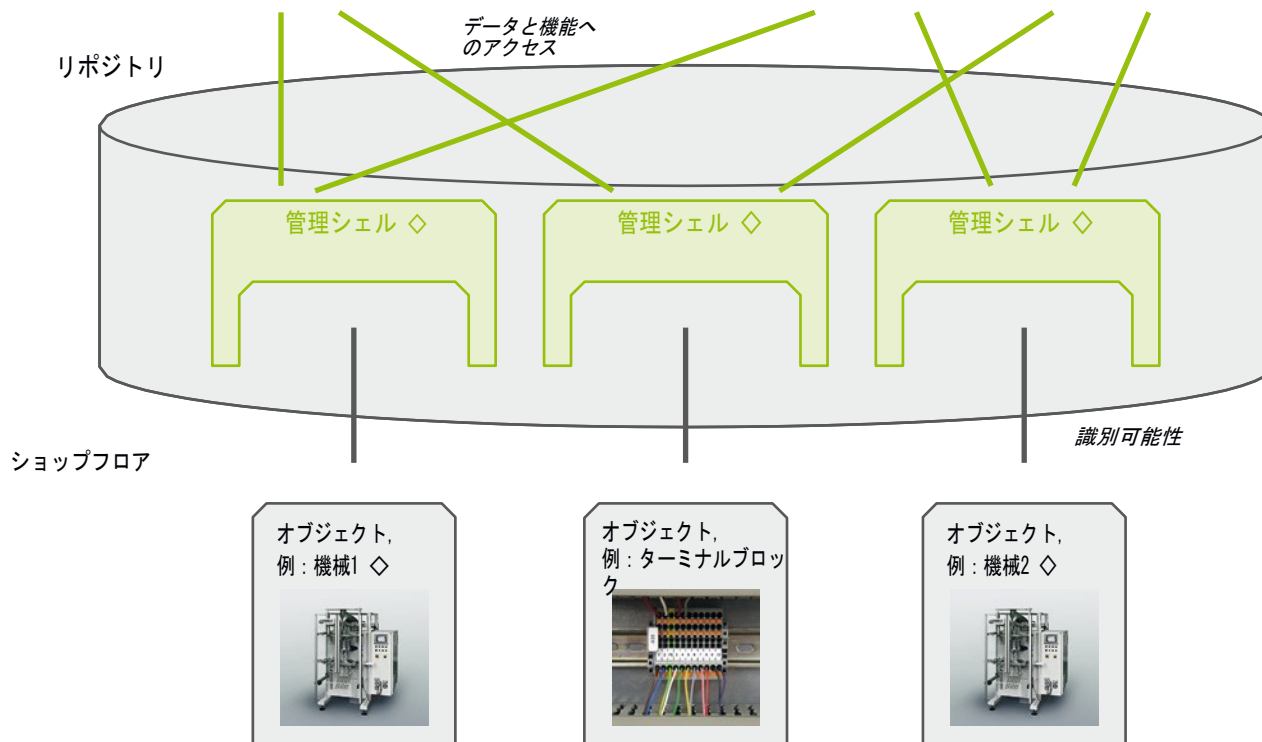 データと機能へ
のアクセス
リポジトリ
管理シェル ◇
管理シェル ◇
管理シェル ◇
識別可能性
ショップフロア
オブジェクト,
例：機械1 ◇
オブジェクト,
例：ターミナルブロッ
ク
オブジェクト,
例：機械2 ◇